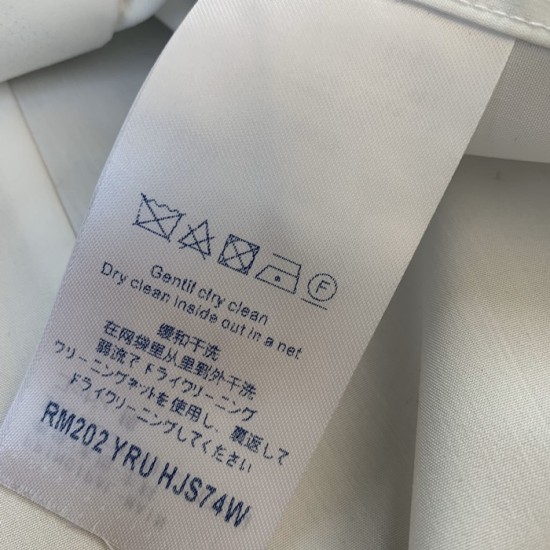 F
Gentif cfry clean
Dry clean inside out in a net
缓和干洗
在网袋里从里到外干洗
弱流でドライクリーニング
クリーニングネットを使用し、裏返して
ドライクリーニングしてください
RM202 YRU HJS74W